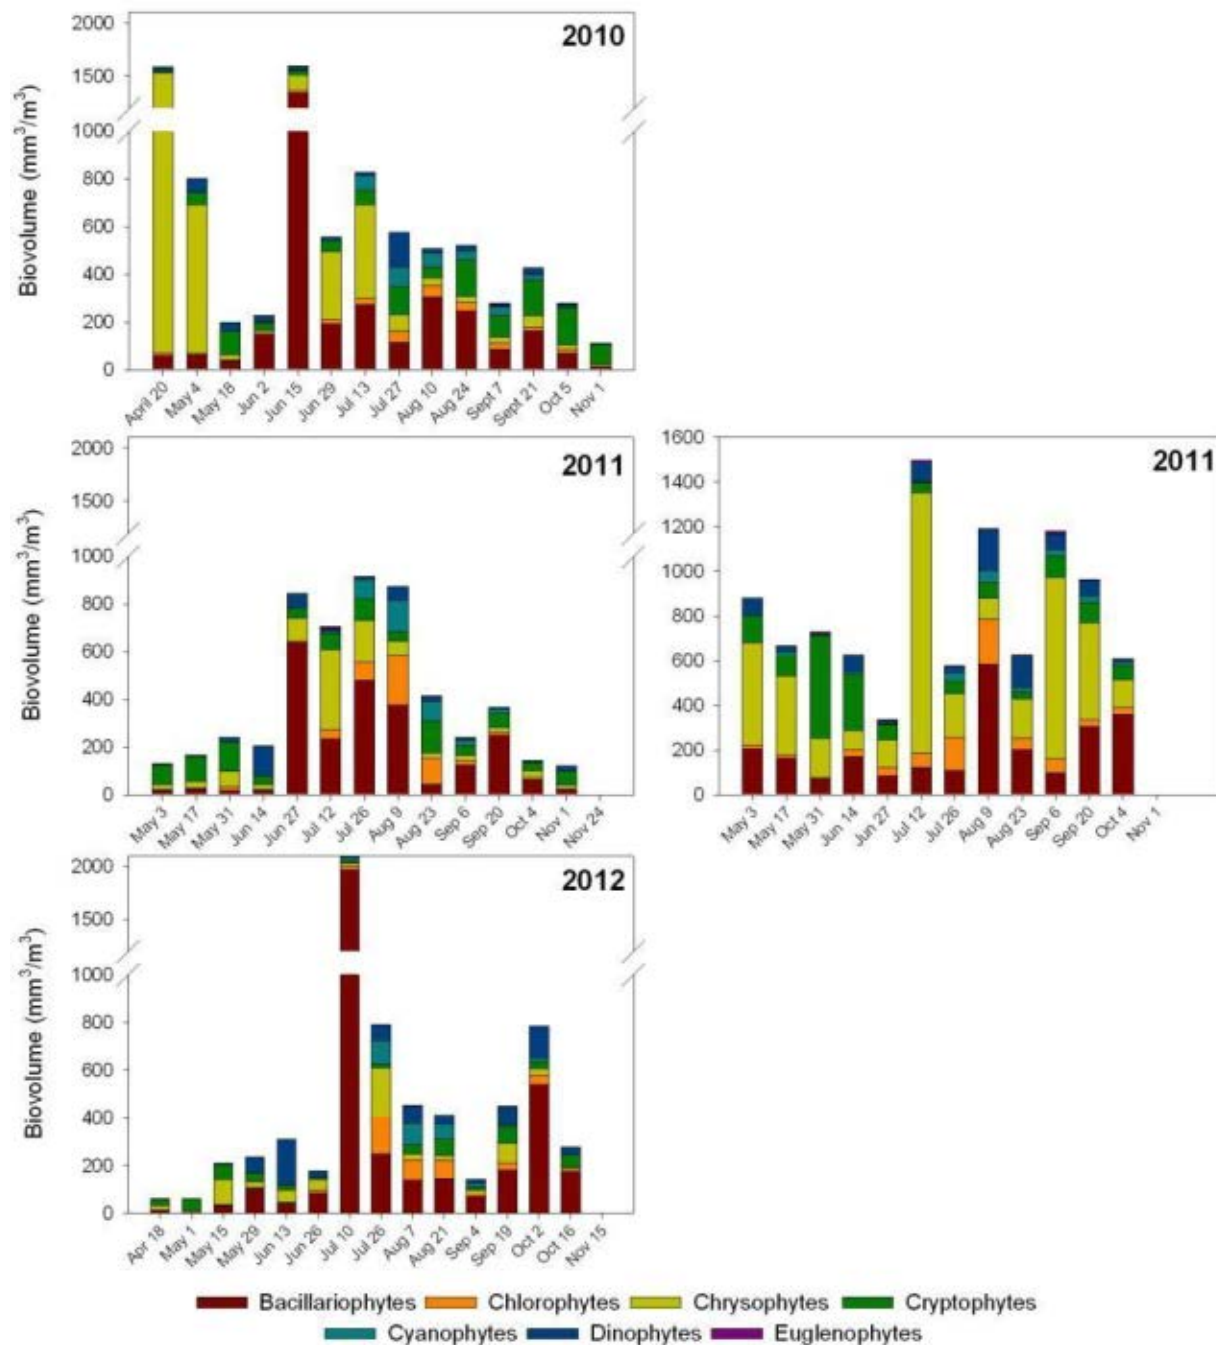 2010
Biovolume (mm³/m³)
2000
1500
1000
800
600
400
200
0
April 20
May 4
May 18
Jun 2
Jun 15
Jun 29
Jul 13
Jul 27
Aug 10
Aug 24
Sept 7
Sept 21
Oct 5
Nov 1
2011
Biovolume (mm³/m³)
2000
1500
1000
800
600
400
200
0
May 3
May 17
May 31
Jun 14
Jun 27
Jul 12
Jul 26
Aug 9
Aug 23
Sep 6
Sep 20
Oct 4
Nov 1
Nov 24
2011
1600
1400
1200
1000
800
600
400
200
0
May 3
May 17
May 31
Jun 14
Jun 27
Jul 12
Jul 26
Aug 9
Aug 23
Sep 6
Sep 20
Oct 4
Nov 1
2012
Biovolume (mm³/m³)
2000
1500
1000
800
600
400
200
0
Apr 18
May 1
May 15
May 29
Jun 13
Jun 26
Jul 10
Jul 26
Aug 7
Aug 21
Sep 4
Sep 19
Oct 2
Oct 16
Nov 15
Bacillariophytes Chlorophytes Chrysophytes Cryptophytes
Cyanophytes Dinophytes Euglenophytes